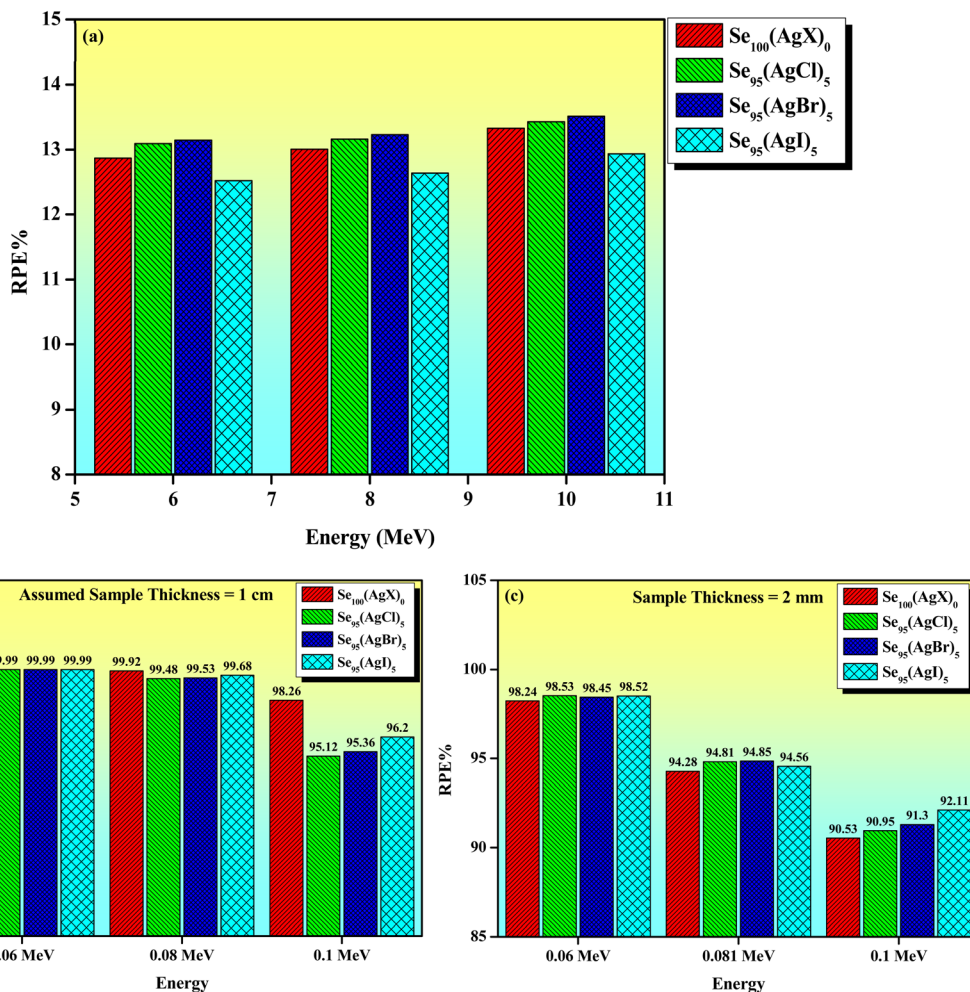 (a)
15
14
13
12
11
10
9
8
RPE%
5 6 7 8 9 10 11
Energy (MeV)
Se₁₀₀(AgX)₀
Se₉₅(AgCl)₅
Se₉₅(AgBr)₅
Se₉₅(AgI)₅
Assumed Sample Thickness = 1 cm
Se₁₀₀(AgX)₀
Se₉₅(AgCl)₅
Se₉₅(AgBr)₅
Se₉₅(AgI)₅
9.99 99.99 99.99
99.92 99.48 99.53 99.68
98.26 95.12 95.36 96.2
.06 MeV 0.08 MeV 0.1 MeV
Energy
(c)
Sample Thickness = 2 mm
Se₁₀₀(AgX)₀
Se₉₅(AgCl)₅
Se₉₅(AgBr)₅
Se₉₅(AgI)₅
105
100
95
90
85
RPE%
98.24 98.53 98.45 98.52
94.28 94.81 94.85 94.56
90.53 90.95 91.3 92.11
0.06 MeV 0.081 MeV 0.1 MeV
Energy